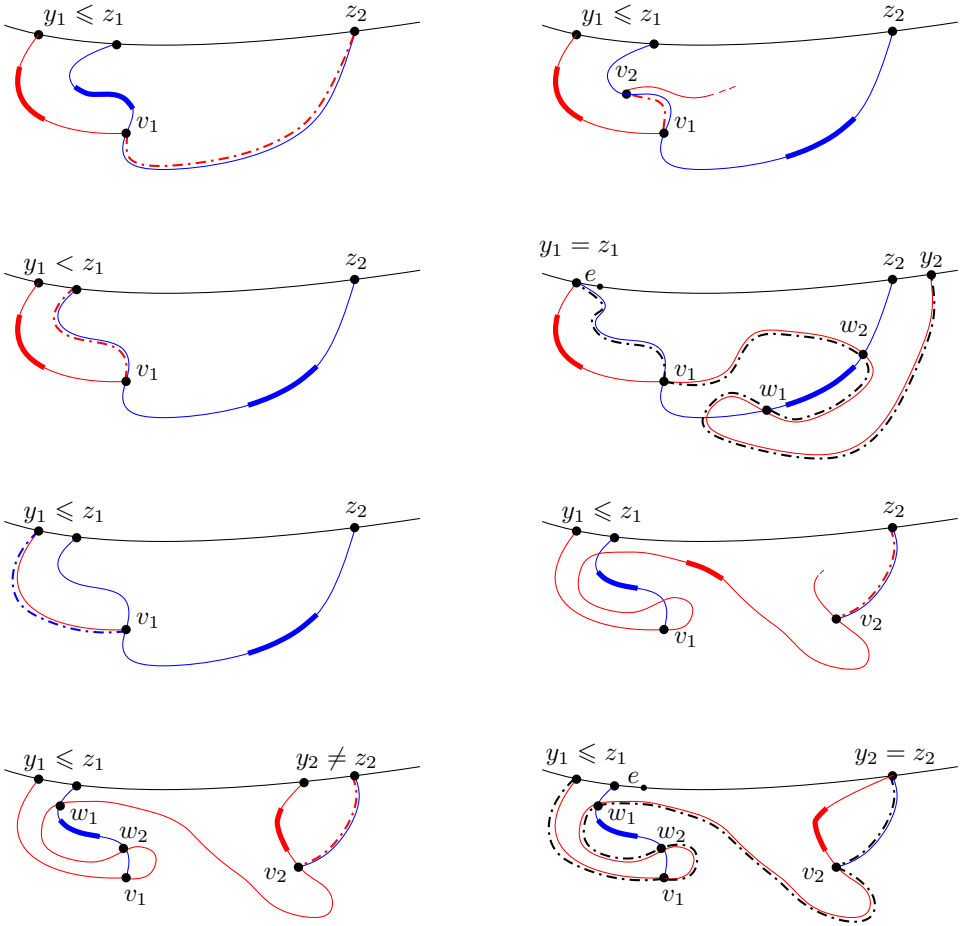 y₁ ⩽ z₁ z₂
v₁
y₁ ⩽ z₁ z₂
v₂
v₁
y₁ < z₁ z₂
v₁
y₁ = z₁ e z₂ y₂
w₂
v₁
w₁
y₁ ⩽ z₁ z₂
v₁
y₁ ⩽ z₁ z₂
v₁ v₂
y₁ ⩽ z₁ y₂ ≠ z₂
w₁
w₂
v₂
v₁
y₁ ⩽ z₁ e y₂ = z₂
w₁
w₂
v₂
v₁